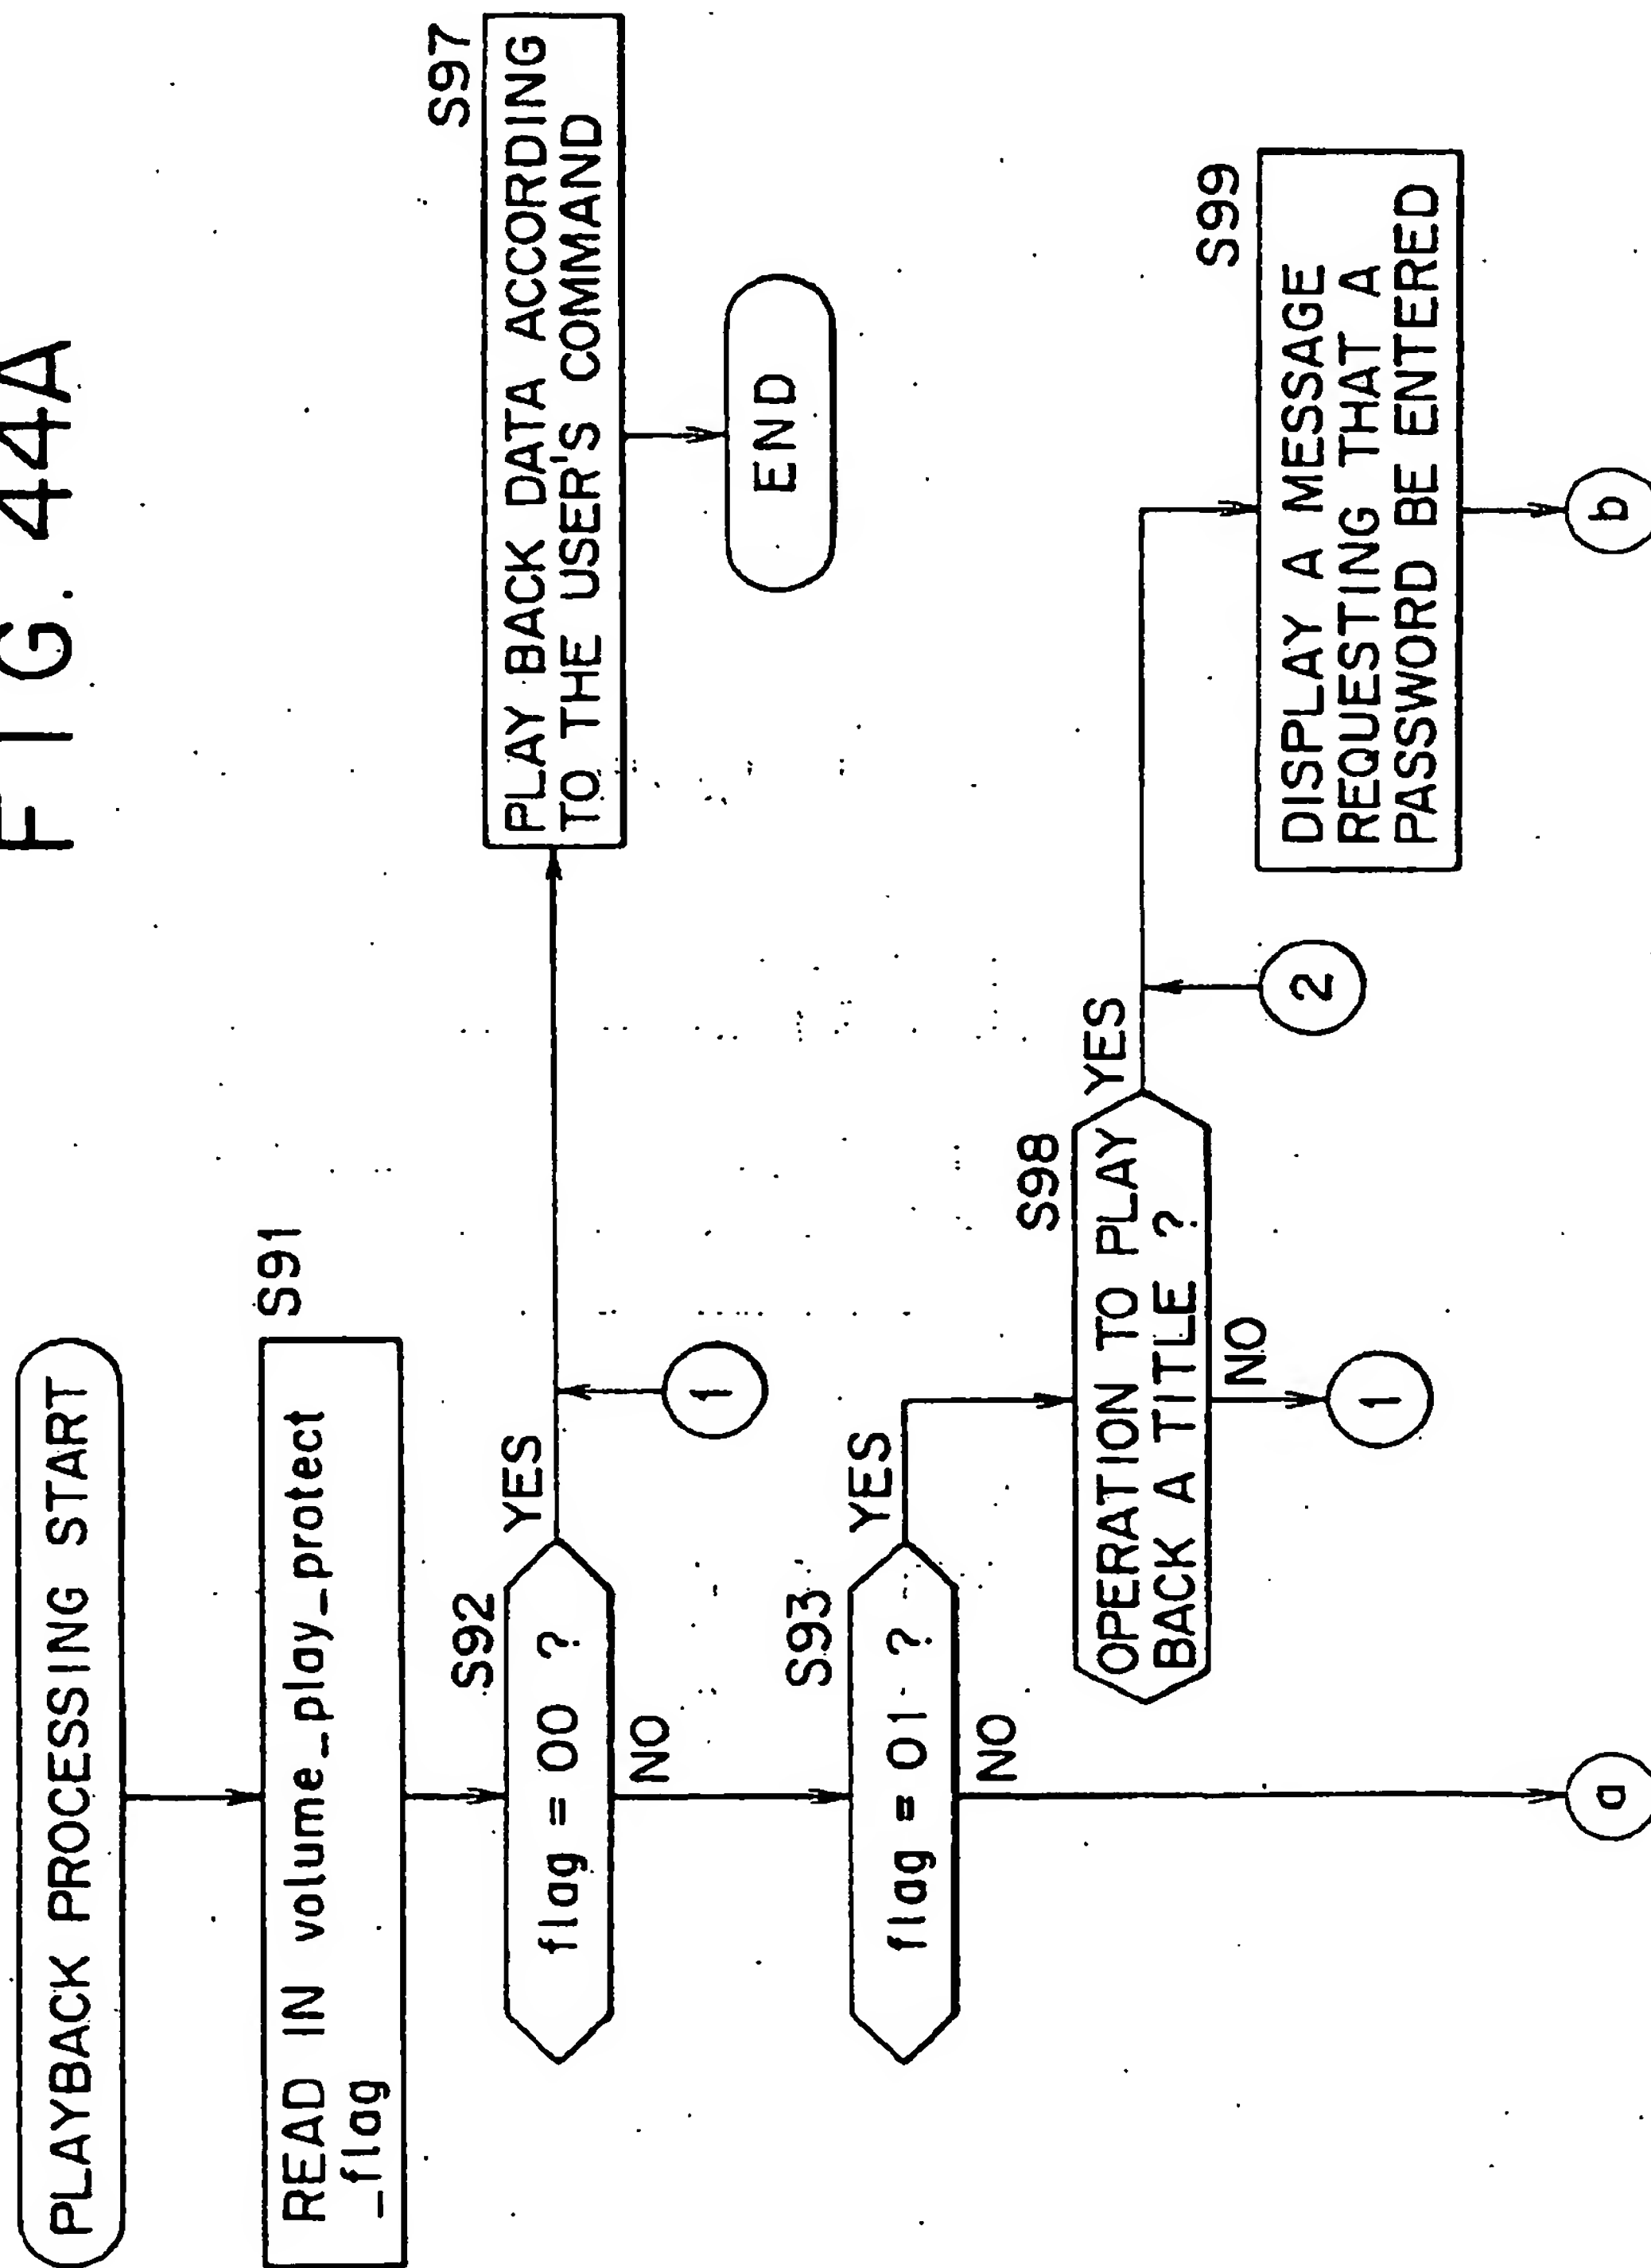 FIG. 44A
PLAYBACK PROCESSING START
S91
READ IN volume_play_protect
_flag
S92
flag = 00 ?
YES
NO
1
S97
PLAY BACK DATA ACCORDING
TO THE USER'S COMMAND
END
S93
flag = 01 ?
YES
NO
S98
OPERATION TO PLAY
BACK A TITLE ?
YES
NO
1
2
S99
DISPLAY A MESSAGE
REQUESTING THAT A
PASSWORD BE ENTERED
a
b